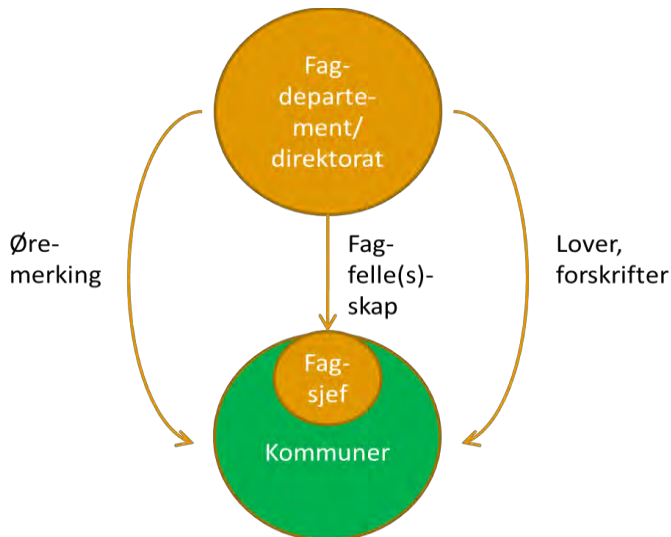 Fag-
departe-
ment/
direktorat
Øre-
merking
Fag-
felle(s)-
skap
Lover,
forskrifter
Fag-
sjef
Kommuner